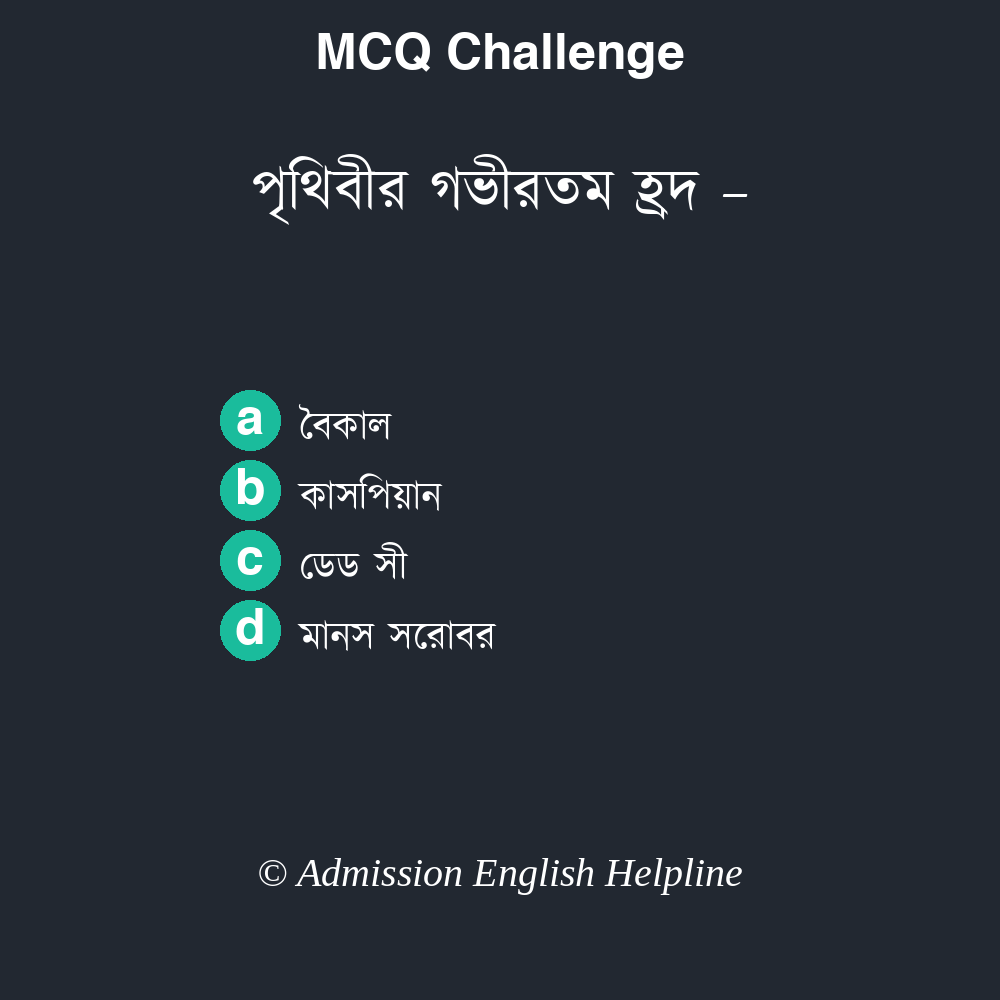 MCQ Challenge
পৃথিবীর গভীরতম হ্রদ –
a বৈকাল
b কাসপিয়ান
c ডেড সী
d মানস সরোবর
© Admission English Helpline